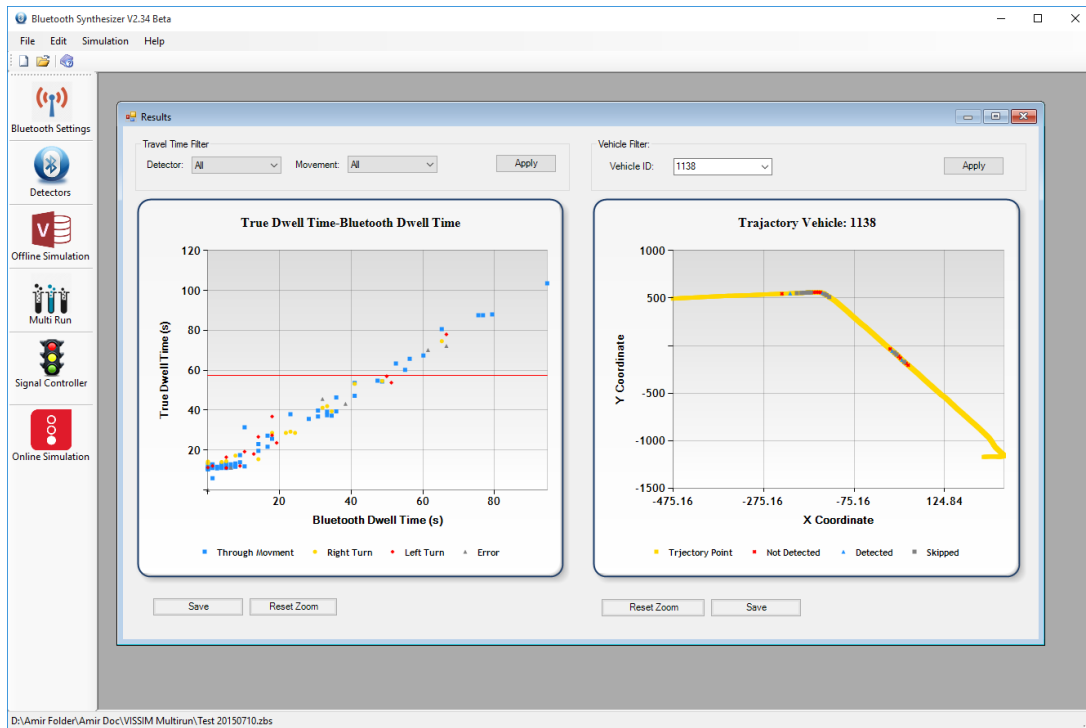 Bluetooth Synthesizer V2.34 Beta
File Edit Simulation Help
Bluetooth Settings
Detectors
Offline Simulation
Multi Run
Signal Controller
Online Simulation
Results
Travel Time Filter
Detector: All Movement: All Apply
Vehicle Filter:
Vehicle ID: 1138 Apply
True Dwell Time-Bluetooth Dwell Time
True Dwell Time (s)
120
100
80
60
40
20
20 40 60 80
Bluetooth Dwell Time (s)
Through Movment Right Turn Left Turn Error
Save Reset Zoom
Trajactory Vehicle: 1138
Y Coordinate
1000
500
-
-500
-1000
-1500
-475.16 -275.16 -75.16 124.84
X Coordinate
Trjectory Point Not Detected Detected Skipped
Reset Zoom Save
D:\Amir Folder\Amir Doc\VISSIM Multirun\Test 20150710.zbs